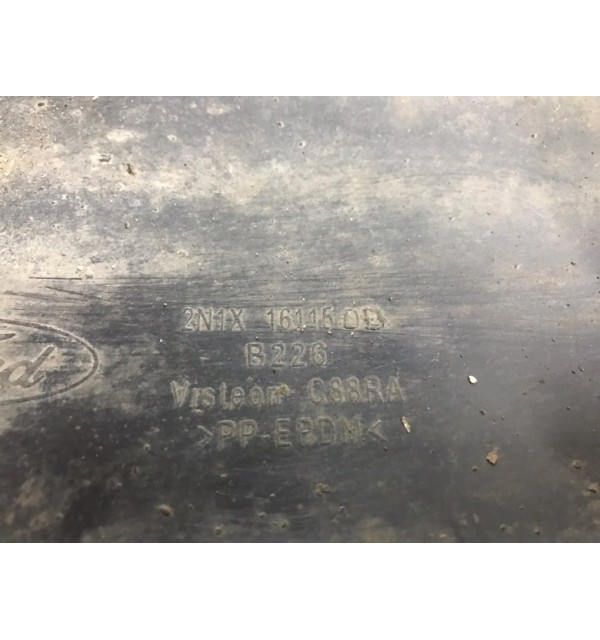 2N1X 16115 DB
B226
Visteon C88RA
>PP-EPDM<